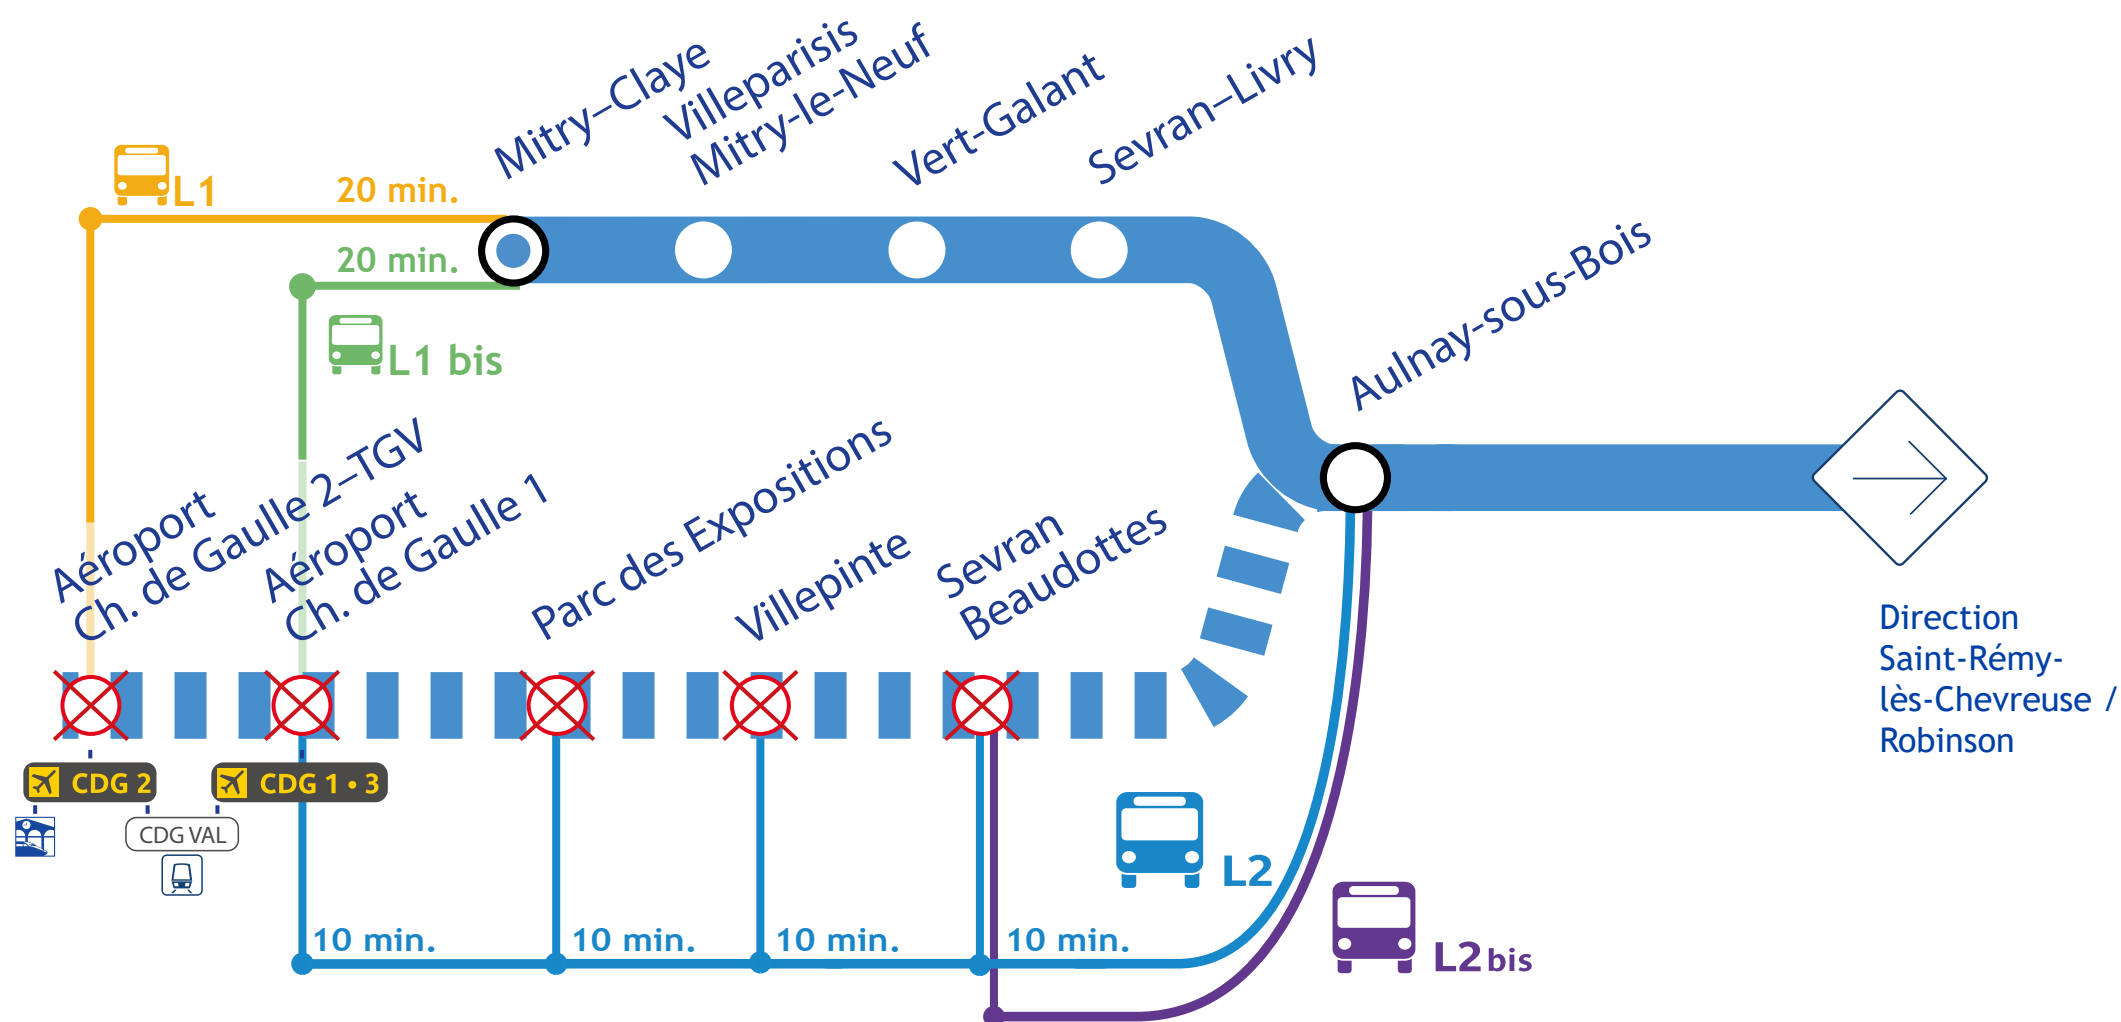 Mitry–Claye
Villeparisis
Mitry-le-Neuf
Vert-Galant
Sevran–Livry
L1
20 min.
20 min.
L1 bis
Aulnay-sous-Bois
Aéroport
Ch. de Gaulle 2–TGV
Aéroport
Ch. de Gaulle 1
Parc des Expositions
Villepinte
Sevran
Beaudottes
Direction
Saint-Rémy-
lès-Chevreuse /
Robinson
CDG 2
CDG 1 • 3
CDG VAL
L2
L2 bis
10 min.
10 min.
10 min.
10 min.